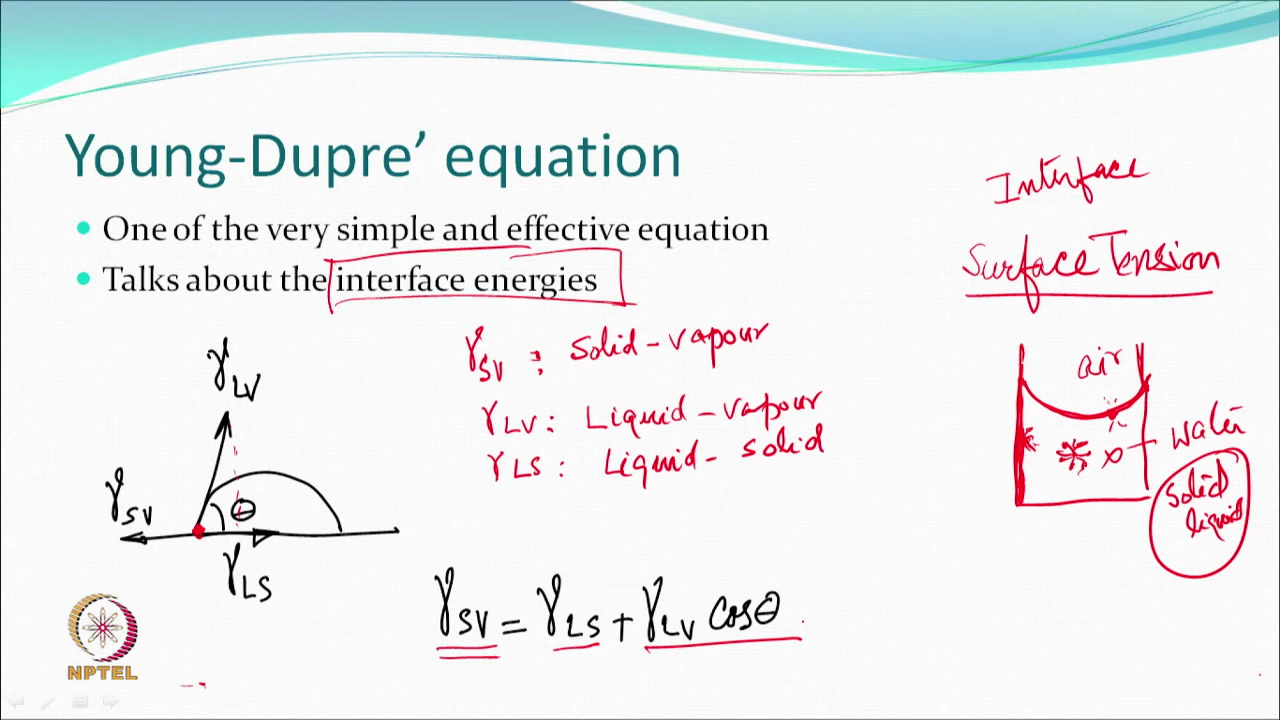 Young-Dupre’ equation
One of the very simple and effective equation
Talks about the interface energies
Interface
Surface Tension
γSV : Solid-vapour
γLV : Liquid-vapour
γLS : Liquid-solid
γLV
γSV
θ
γLS
air
water
Solid
liquid
γSV = γLS + γLV cosθ
NPTEL